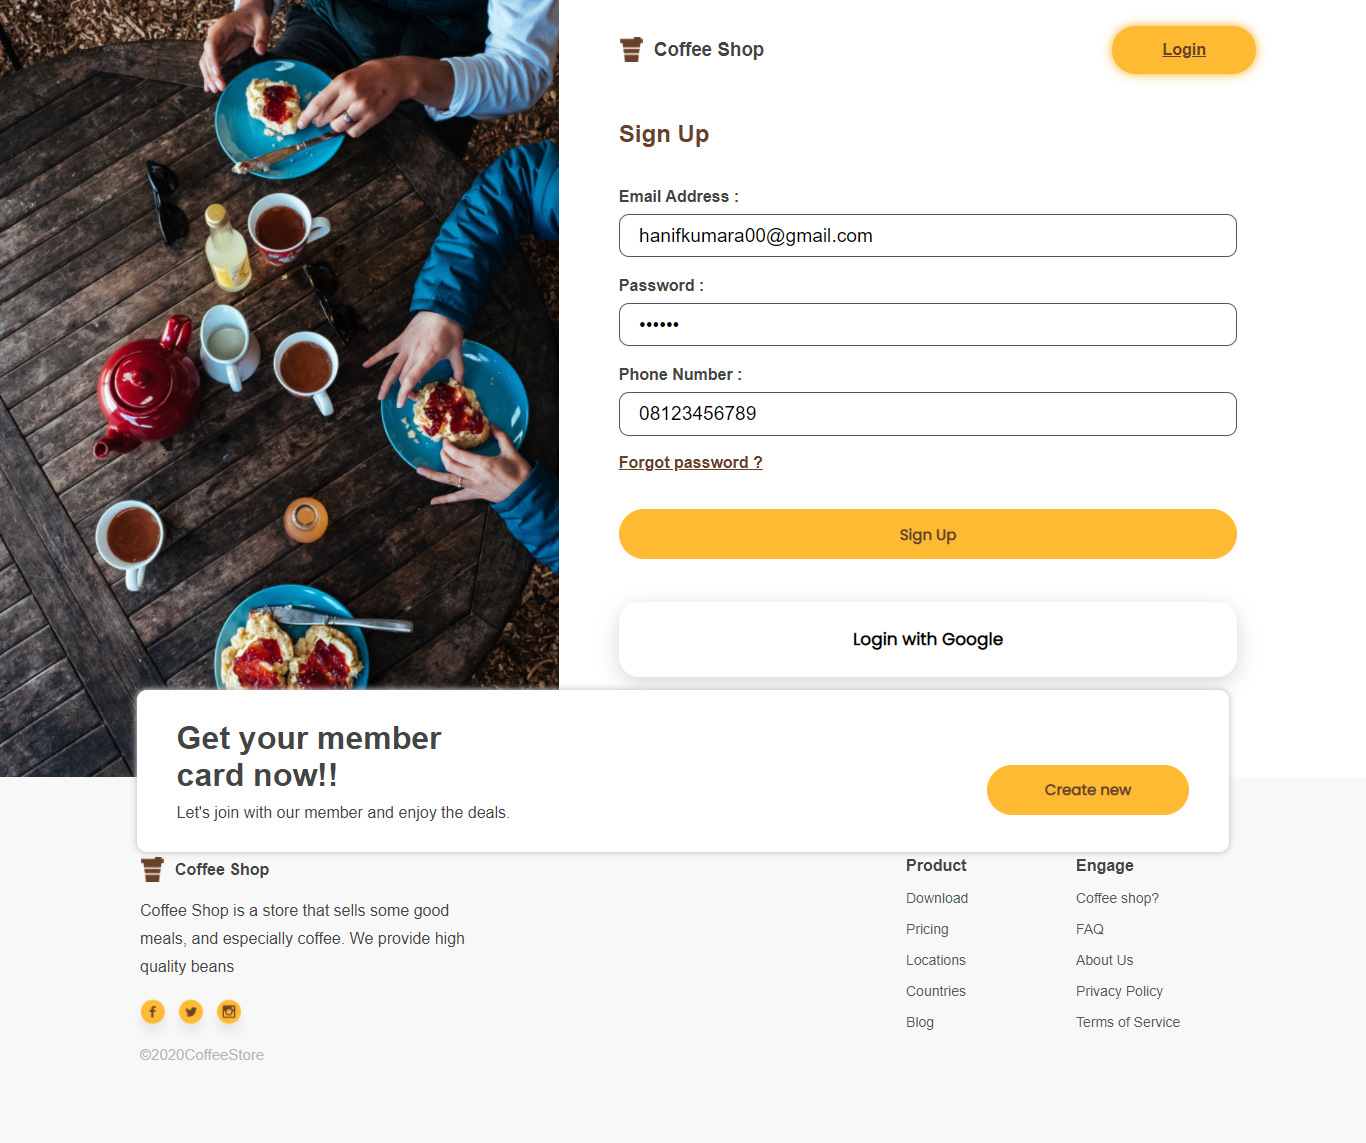 Coffee Shop
Login
Sign Up
Email Address :
hanifkumara00@gmail.com
Password :
••••••
Phone Number :
08123456789
Forgot password ?
Sign Up
Login with Google
Get your member
card now!!
Let's join with our member and enjoy the deals.
Create new
Coffee Shop
Coffee Shop is a store that sells some good
meals, and especially coffee. We provide high
quality beans
©2020CoffeeStore
Product
Download
Pricing
Locations
Countries
Blog
Engage
Coffee shop?
FAQ
About Us
Privacy Policy
Terms of Service